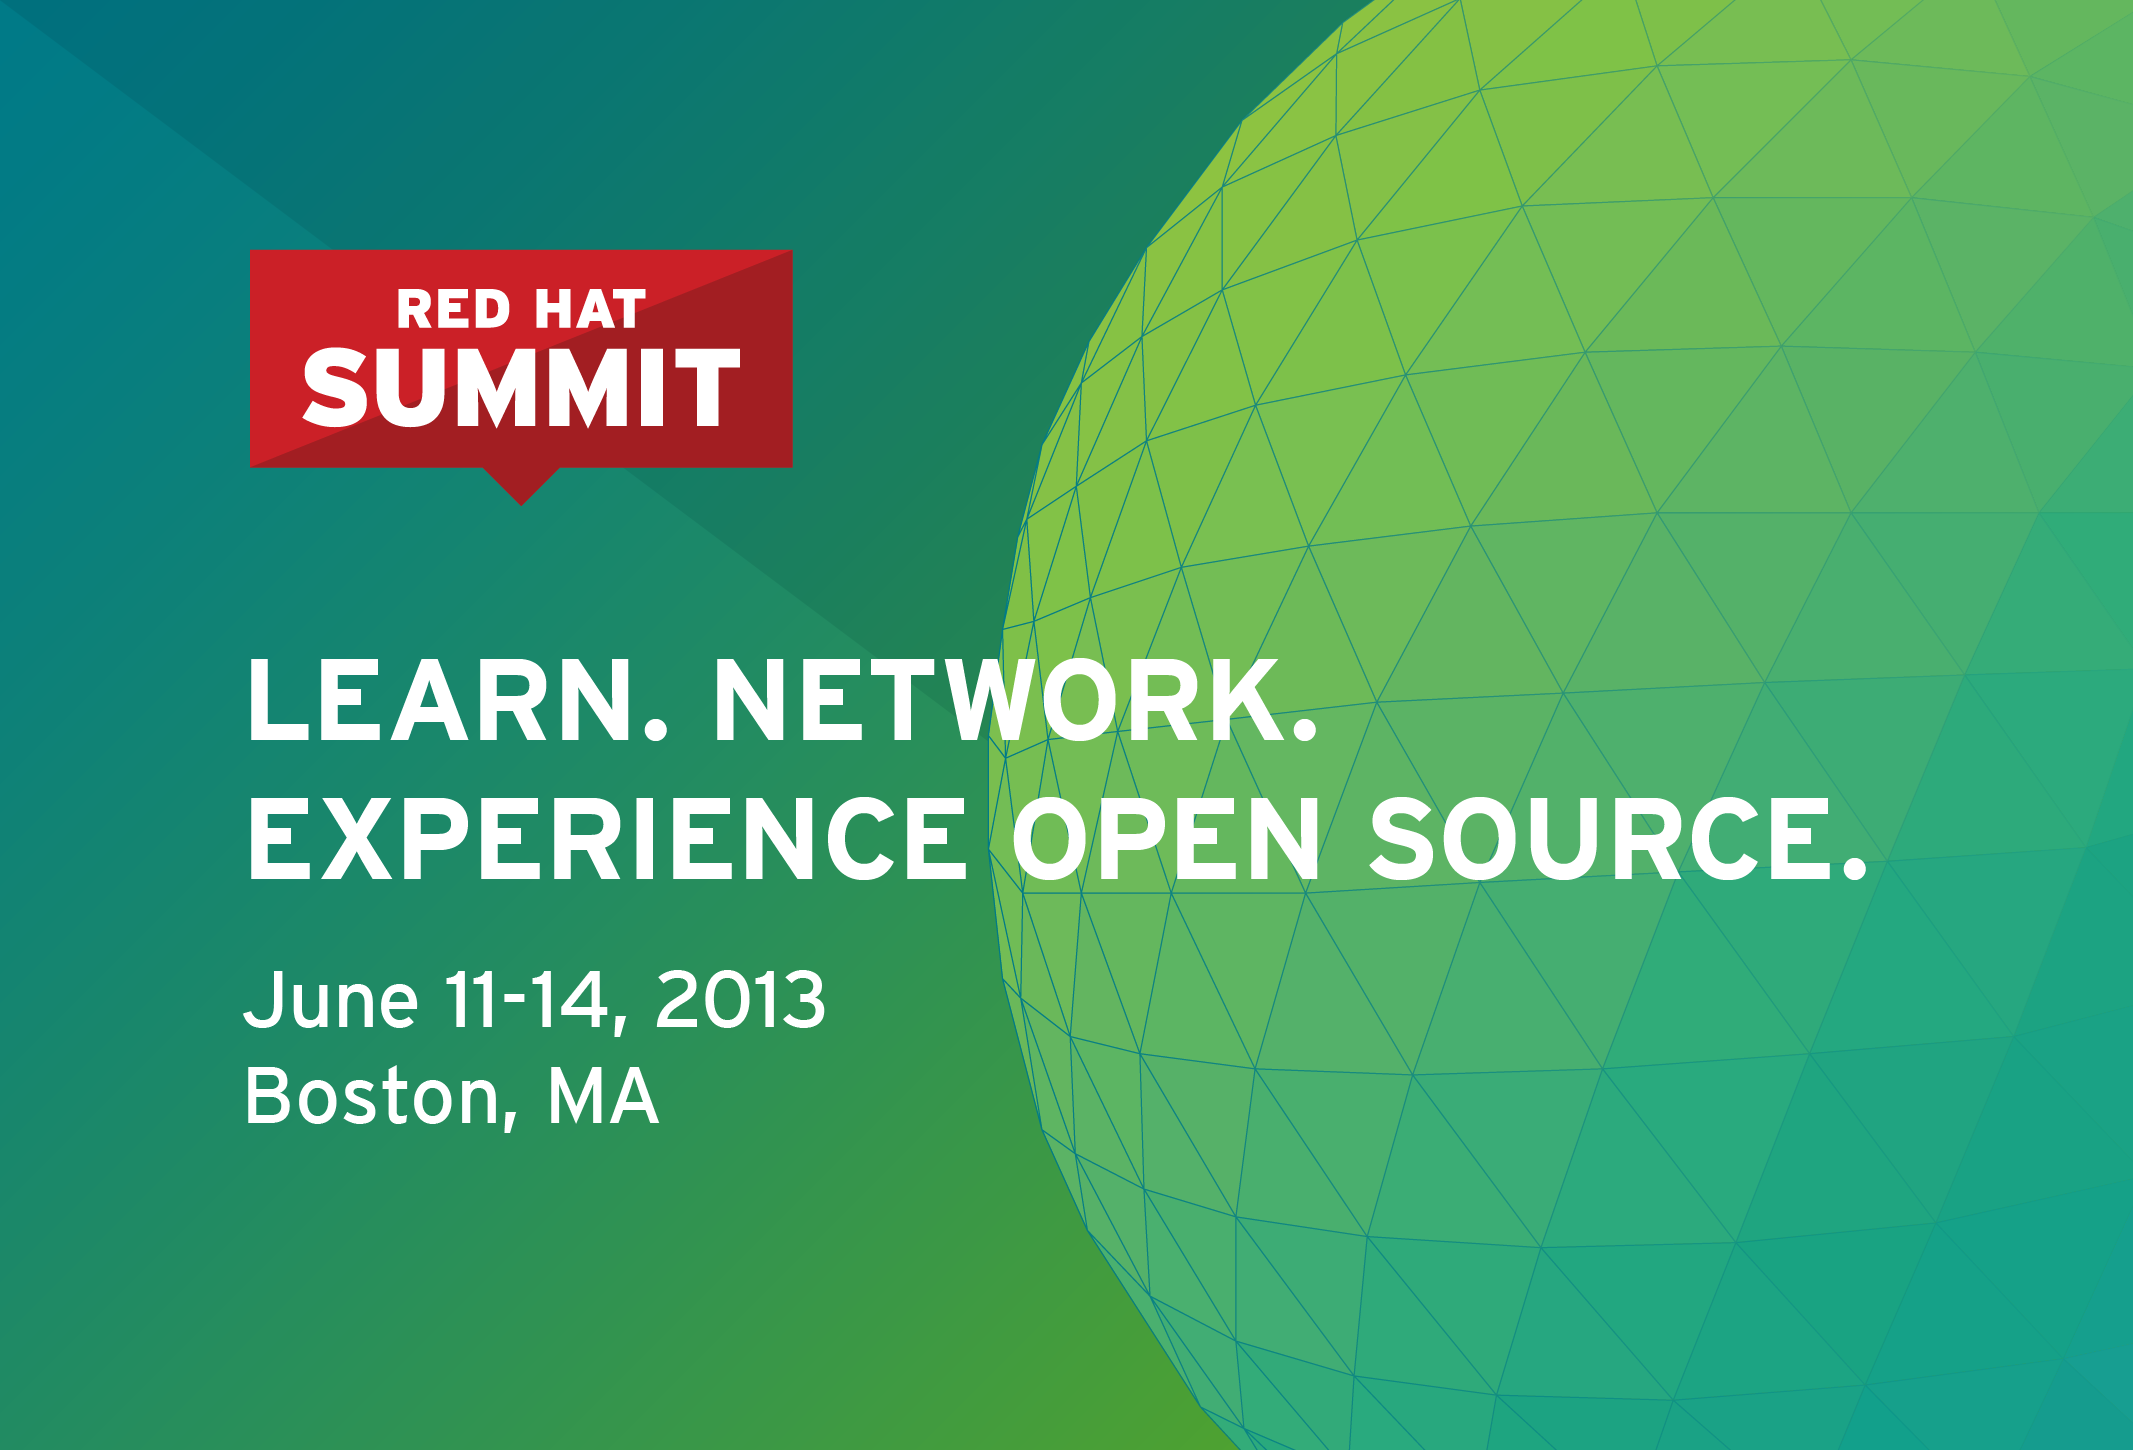 RED HAT
SUMMIT
LEARN. NETWORK.
EXPERIENCE OPEN SOURCE.
June 11-14, 2013
Boston, MA